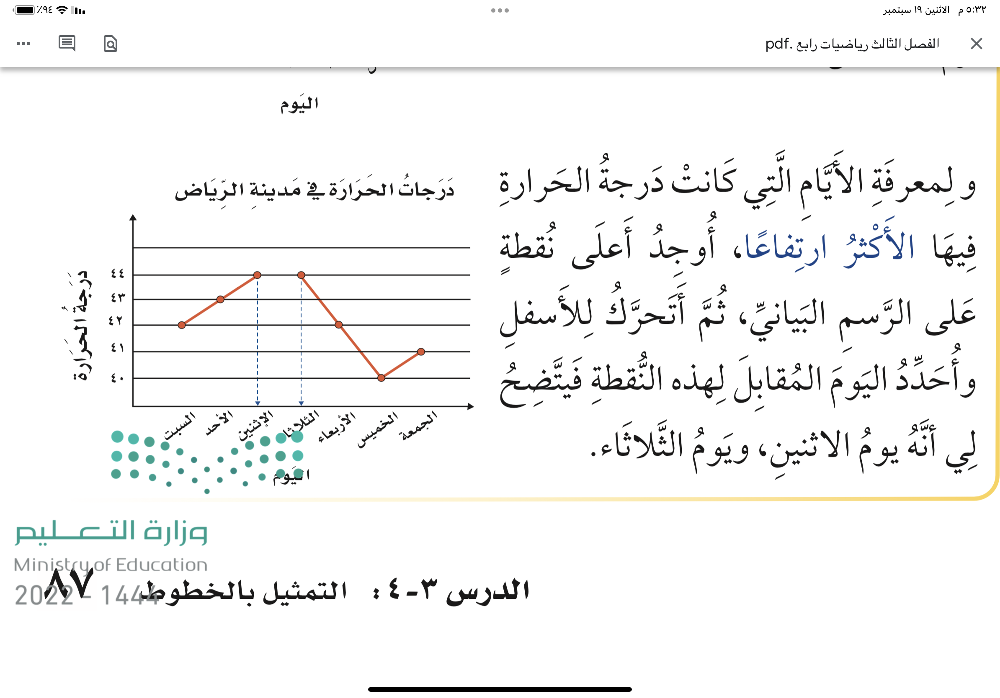 ٥:٣٢ م الاثنين ١٩ سبتمبر
٩٤٪
الفصل الثالث رياضيات رابع .pdf
اليَوم
و لِمعرفَةِ الأَيَّامِ الَّتِي كَانتْ دَرجةُ الحَرارةِ
فِيهَا الأَكْثرُ ارتِفاعًا، أُوجِدُ أَعلَى نُقطةٍ
عَلى الرَّسمِ البَيانيِّ، ثُمَّ أَتَحرَّكُ لِلأَسفلِ
وأُحَدِّدُ اليَومَ المُقابِلَ لِهذه النُّقطةِ فَيتَّضِحُ
لِي أَنَّهُ يومُ الاثنينِ، ويَومُ الثَّلاثَاء.
دَرَجاتُ الحَرَارَة في مَدينةِ الرِّيَاض
دَرَجةُ الحَرَارة
٤٤
٤٣
٤٢
٤١
٤٠
السبت
الأحد
الإثنين
الثلاثاء
الأربعاء
الخميس
الجمعة
اليَوم
وزارة التعليم
Ministry of Education
2022 - 1444
الدرس ٣-٤ : التمثيل بالخطوط
٨٧